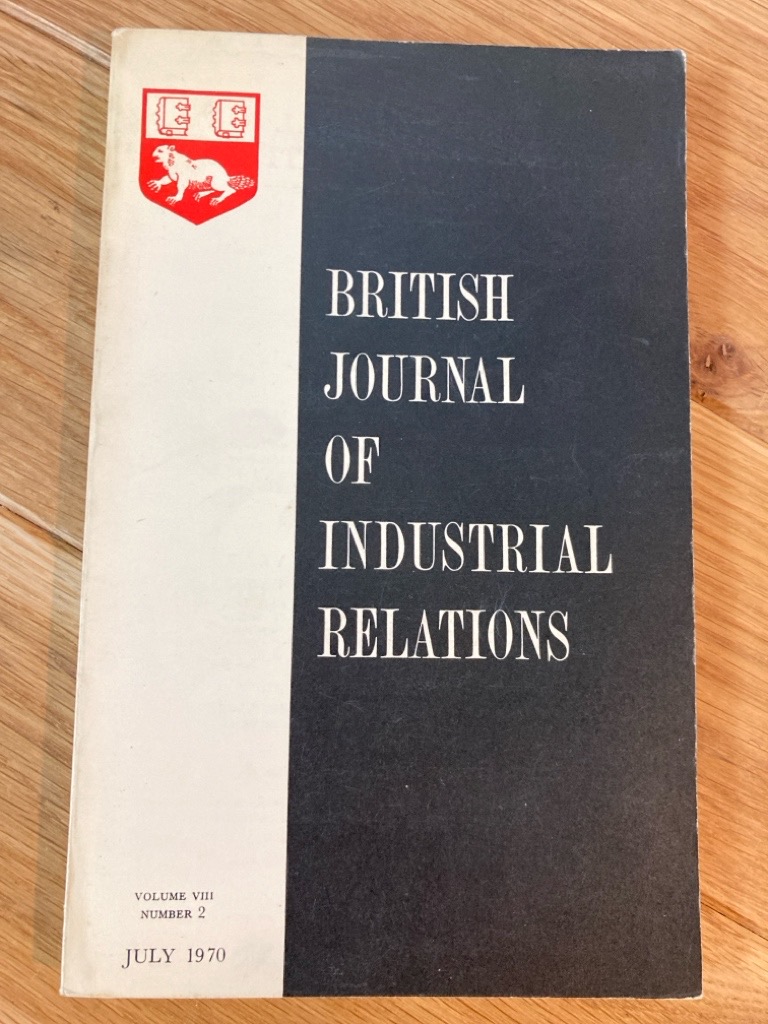 BRITISH
JOURNAL
OF
INDUSTRIAL
RELATIONS
VOLUME VIII
NUMBER 2
JULY 1970